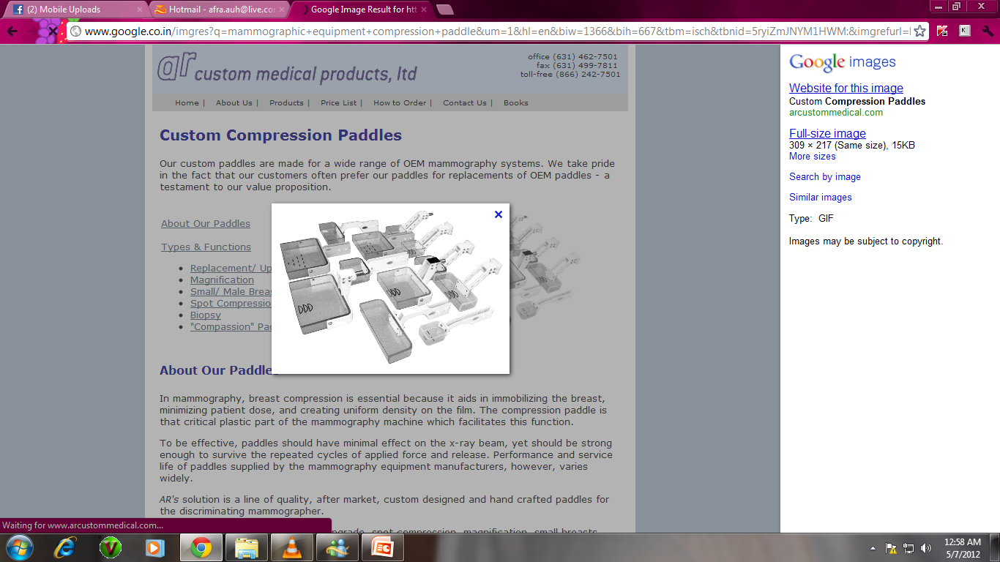 (2) Mobile Uploads
Hotmail - afra.auh@live.co
Google Image Result for htt
www.google.co.in/imgres?q=mammographic+equipment+compression+paddle&um=1&hl=en&biw=1366&bih=667&tbm=isch&tbnid=5ryiZmJNYM1HWM:&imgrefurl=
ar custom medical products, ltd
office (631) 462-7501
fax (631) 499-7811
toll-free (866) 242-7501
Home | About Us | Products | Price List | How to Order | Contact Us | Books
Custom Compression Paddles
Our custom paddles are made for a wide range of OEM mammography systems. We take pride
in the fact that our customers often prefer our paddles for replacements of OEM paddles - a
testament to our value proposition.
About Our Paddles
Types & Functions
Replacement/ Up
Magnification
Small/ Male Breas
Spot Compressio
Biopsy
"Compassion" Pad
DDD
DDD
DDD
About Our Paddle
In mammography, breast compression is essential because it aids in immobilizing the breast,
minimizing patient dose, and creating uniform density on the film. The compression paddle is
that critical plastic part of the mammography machine which facilitates this function.
To be effective, paddles should have minimal effect on the x-ray beam, yet should be strong
enough to survive the repeated cycles of applied force and release. Performance and service
life of paddles supplied by the mammography equipment manufacturers, however, varies
widely.
AR's solution is a line of quality, after market, custom designed and hand crafted paddles for
the discriminating mammographer.
pgrade, spot compression, magnification, small breasts
Google images
Website for this image
Custom Compression Paddles
arcustommedical.com
Full-size image
309 × 217 (Same size), 15KB
More sizes
Search by image
Similar images
Type: GIF
Images may be subject to copyright.
Waiting for www.arcustommedical.com...
12:58 AM
5/7/2012